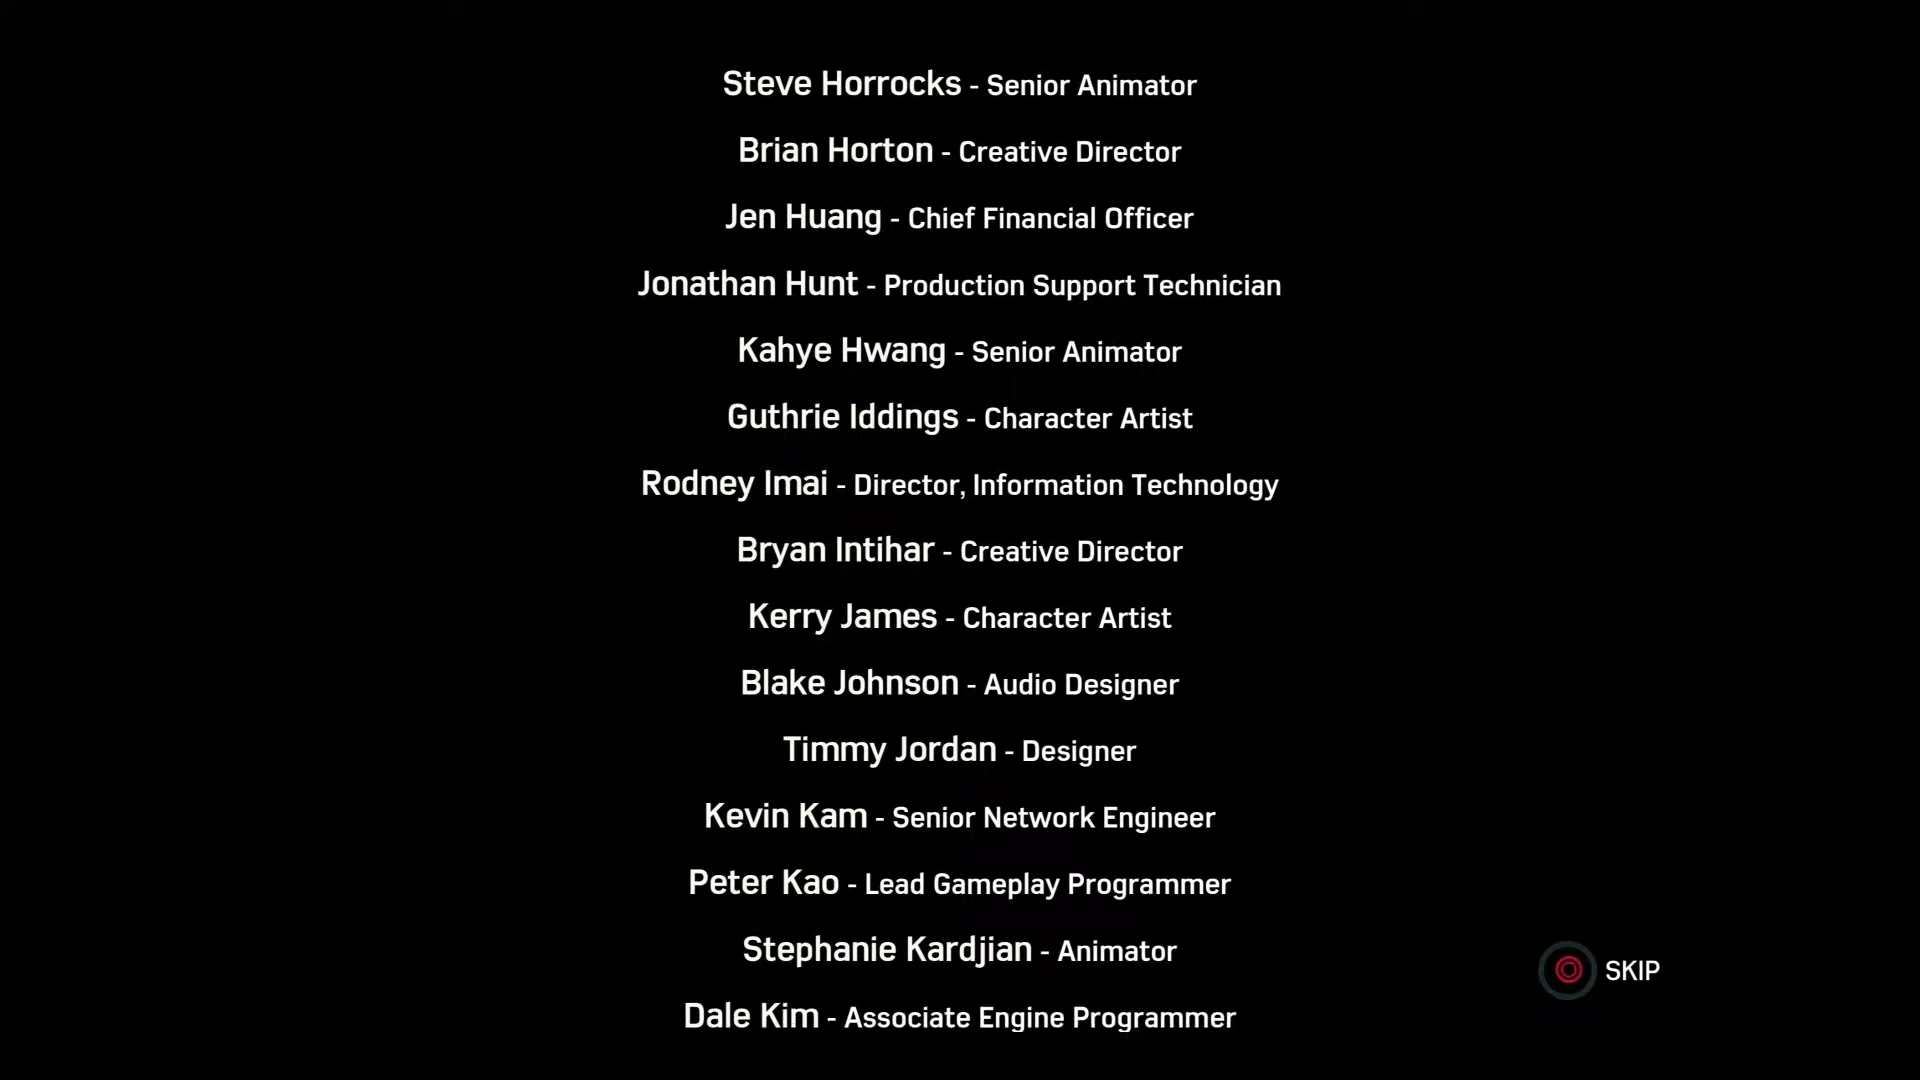 Steve Horrocks - Senior Animator
Brian Horton - Creative Director
Jen Huang - Chief Financial Officer
Jonathan Hunt - Production Support Technician
Kahye Hwang - Senior Animator
Guthrie Iddings - Character Artist
Rodney Imai - Director, Information Technology
Bryan Intihar - Creative Director
Kerry James - Character Artist
Blake Johnson - Audio Designer
Timmy Jordan - Designer
Kevin Kam - Senior Network Engineer
Peter Kao - Lead Gameplay Programmer
Stephanie Kardjian - Animator
SKIP
Dale Kim - Associate Engine Programmer